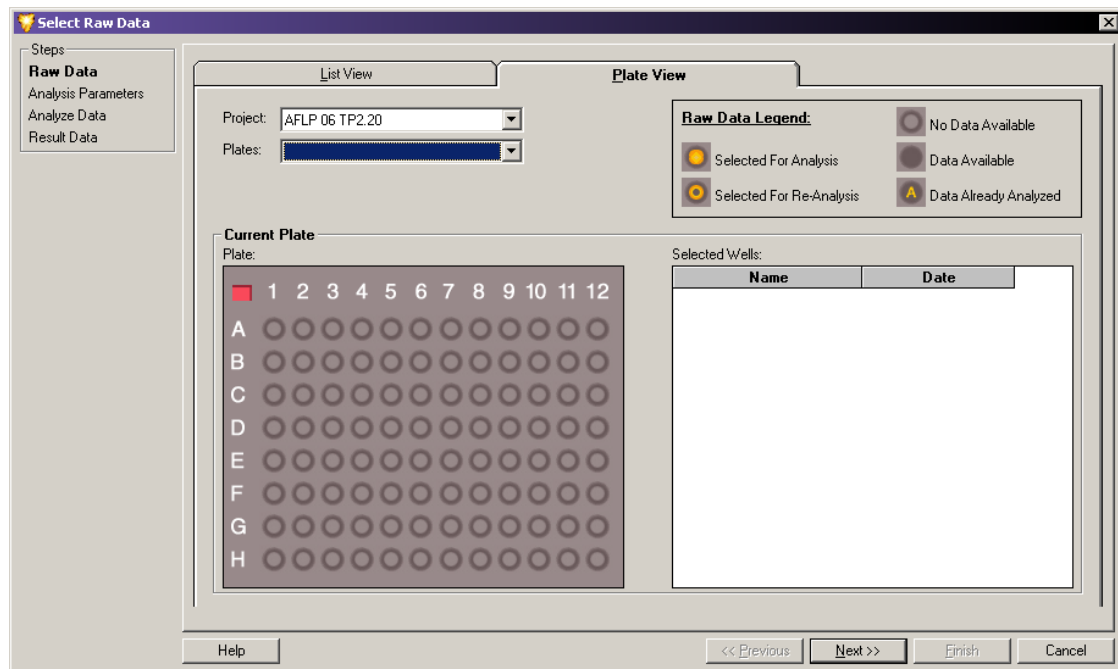 Select Raw Data
Steps
Raw Data
Analysis Parameters
Analyze Data
Result Data
List View
Plate View
Project: AFLP 06 TP2.20
Plates:
Raw Data Legend:
Selected For Analysis
Selected For Re-Analysis
No Data Available
Data Available
A Data Already Analyzed
Current Plate
Plate:
1 2 3 4 5 6 7 8 9 10 11 12
A
B
C
D
E
F
G
H
Selected Wells:
Name Date
Help
<< Previous Next >> Finish Cancel